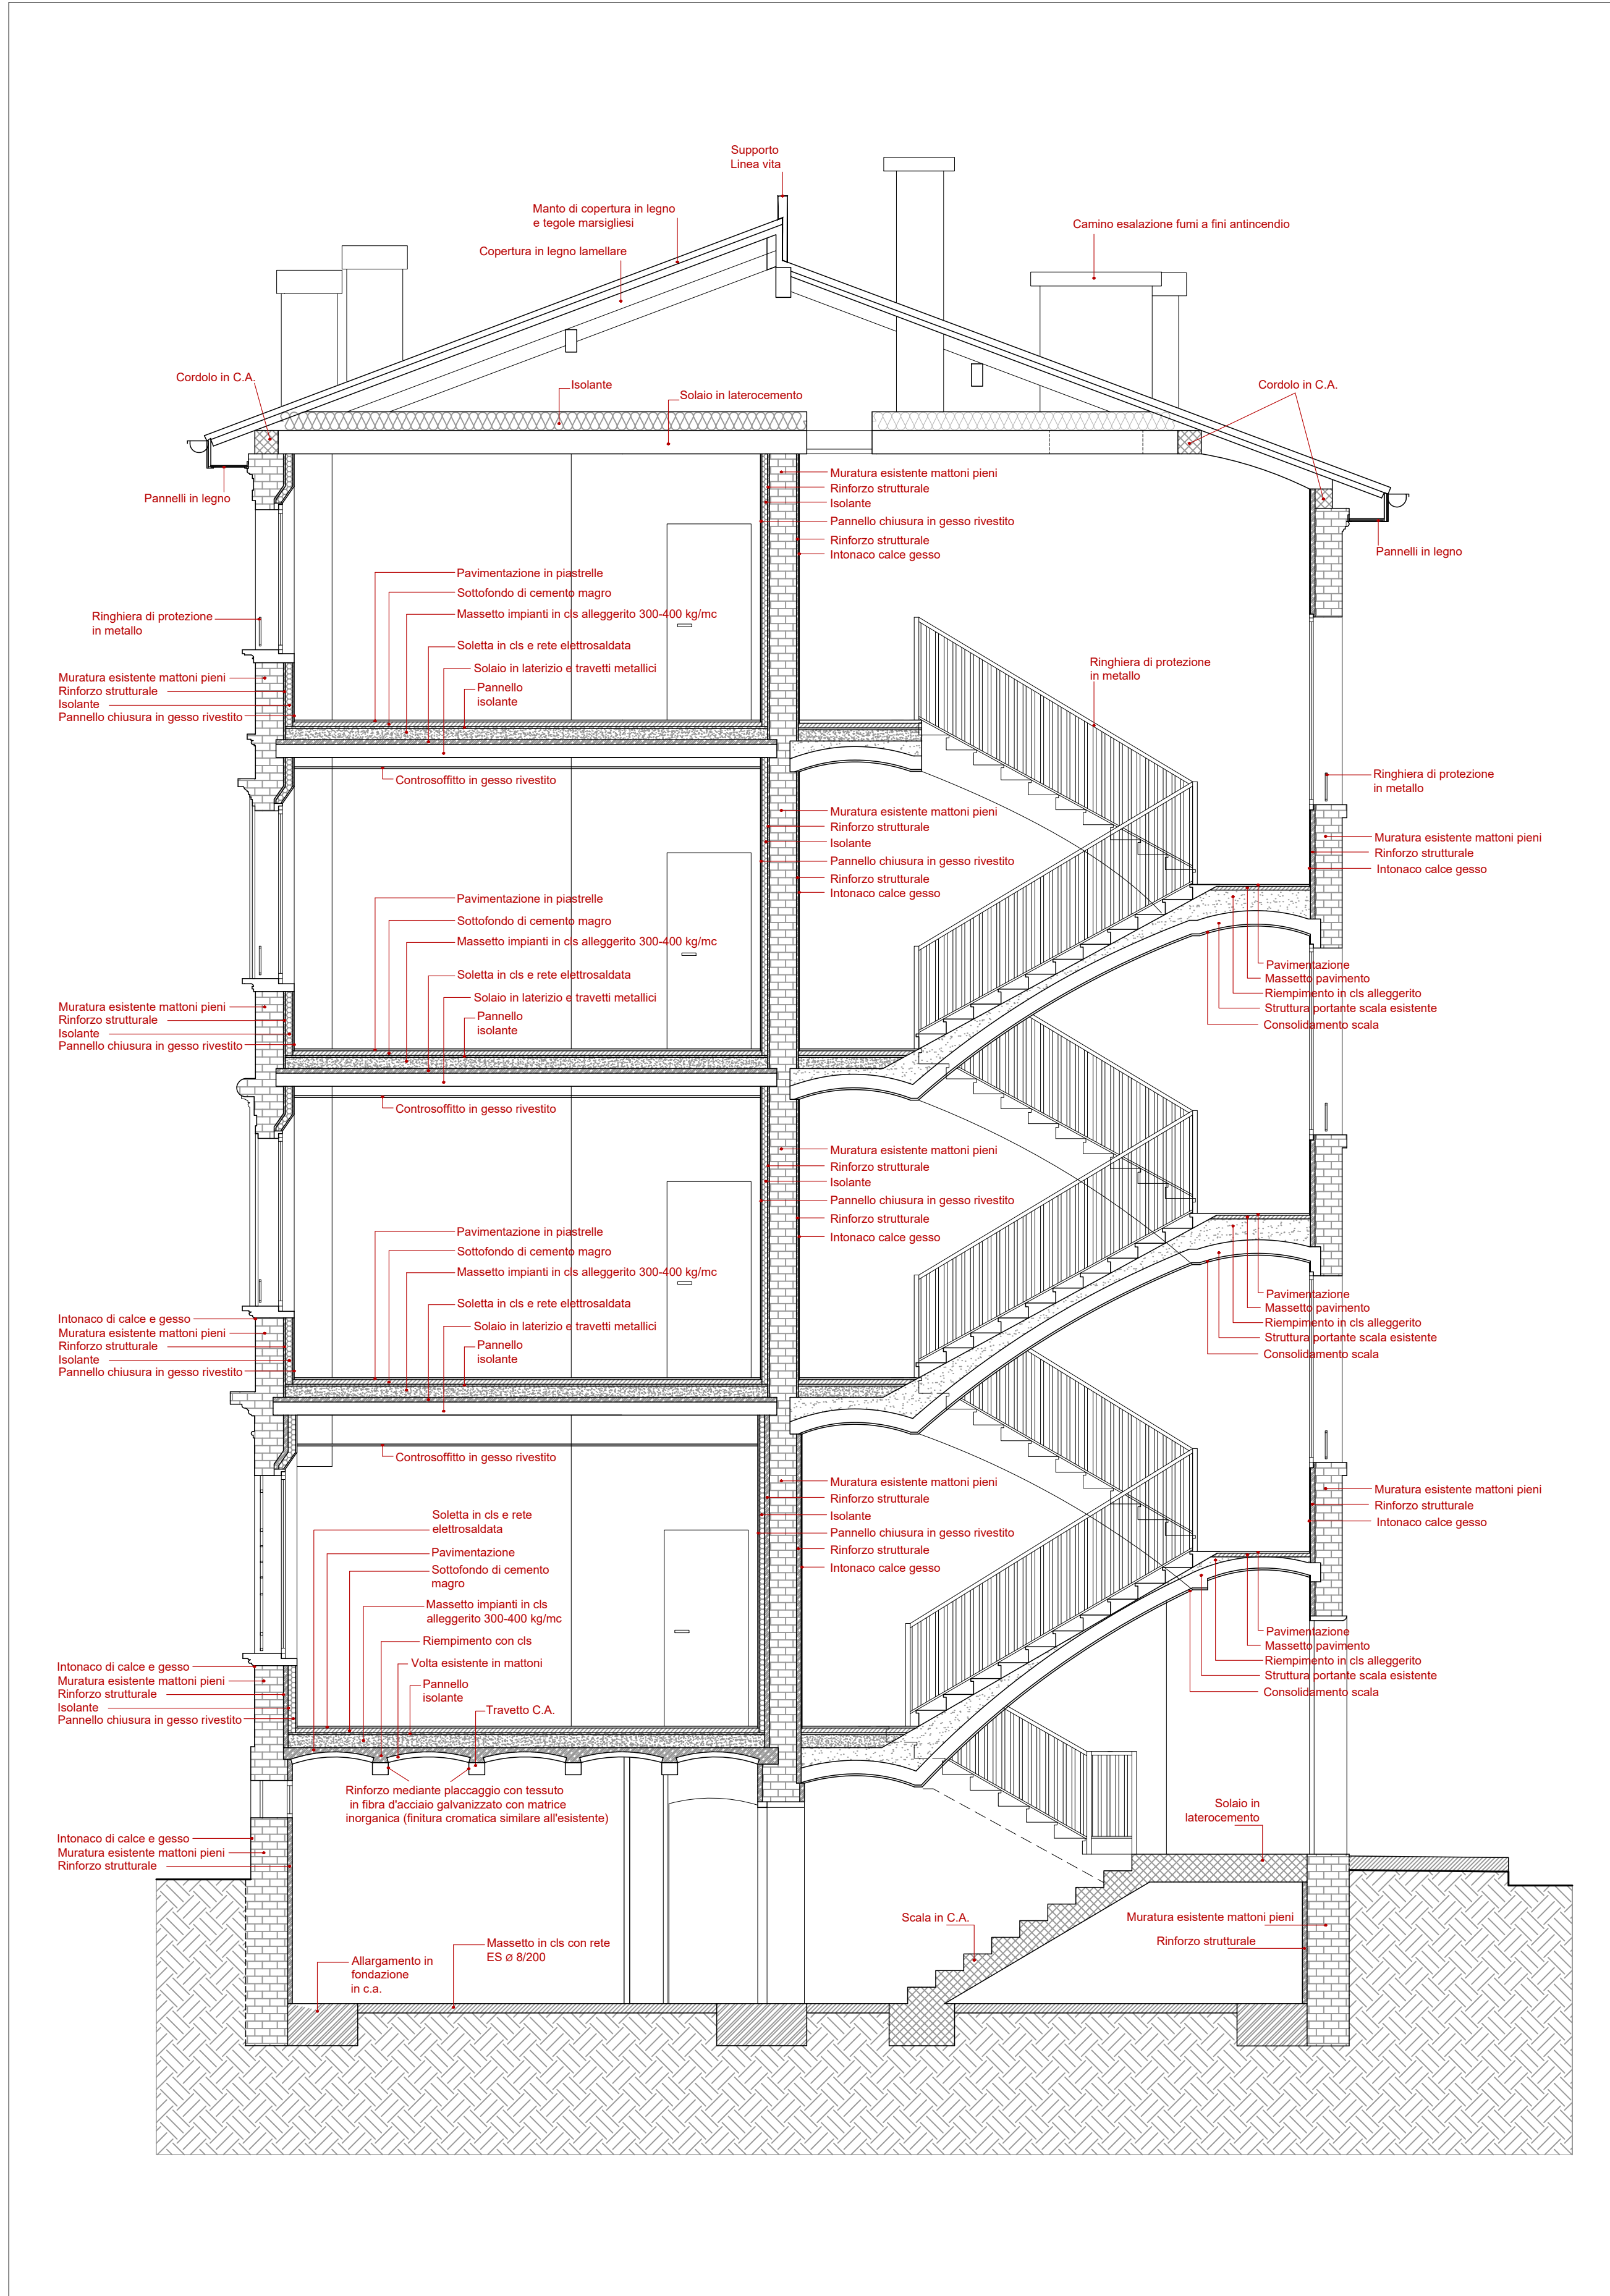 Supporto
Linea vita
Manto di copertura in legno
e tegole marsigliesi
Camino esalazione fumi a fini antincendio
Copertura in legno lamellare
Cordolo in C.A.
Isolante
Solaio in laterocemento
Cordolo in C.A.
Pannelli in legno
Muratura esistente mattoni pieni
Rinforzo strutturale
Isolante
Pannello chiusura in gesso rivestito
Rinforzo strutturale
Intonaco calce gesso
Pannelli in legno
Pavimentazione in piastrelle
Sottofondo di cemento magro
Massetto impianti in cls alleggerito 300-400 kg/mc
Soletta in cls e rete elettrosaldata
Solaio in laterizio e travetti metallici
Pannello
isolante
Ringhiera di protezione
in metallo
Muratura esistente mattoni pieni
Rinforzo strutturale
Isolante
Pannello chiusura in gesso rivestito
Ringhiera di protezione
in metallo
Controsoffitto in gesso rivestito
Ringhiera di protezione
in metallo
Muratura esistente mattoni pieni
Rinforzo strutturale
Isolante
Pannello chiusura in gesso rivestito
Rinforzo strutturale
Intonaco calce gesso
Muratura esistente mattoni pieni
Rinforzo strutturale
Intonaco calce gesso
Pavimentazione in piastrelle
Sottofondo di cemento magro
Massetto impianti in cls alleggerito 300-400 kg/mc
Soletta in cls e rete elettrosaldata
Solaio in laterizio e travetti metallici
Pannello
isolante
Pavimentazione
Massetto pavimento
Riempimento in cls alleggerito
Struttura portante scala esistente
Consolidamento scala
Muratura esistente mattoni pieni
Rinforzo strutturale
Isolante
Pannello chiusura in gesso rivestito
Controsoffitto in gesso rivestito
Muratura esistente mattoni pieni
Rinforzo strutturale
Isolante
Pannello chiusura in gesso rivestito
Rinforzo strutturale
Intonaco calce gesso
Pavimentazione in piastrelle
Sottofondo di cemento magro
Massetto impianti in cls alleggerito 300-400 kg/mc
Soletta in cls e rete elettrosaldata
Solaio in laterizio e travetti metallici
Pannello
isolante
Pavimentazione
Massetto pavimento
Riempimento in cls alleggerito
Struttura portante scala esistente
Consolidamento scala
Intonaco di calce e gesso
Muratura esistente mattoni pieni
Rinforzo strutturale
Isolante
Pannello chiusura in gesso rivestito
Controsoffitto in gesso rivestito
Muratura esistente mattoni pieni
Rinforzo strutturale
Isolante
Pannello chiusura in gesso rivestito
Rinforzo strutturale
Intonaco calce gesso
Muratura esistente mattoni pieni
Rinforzo strutturale
Intonaco calce gesso
Soletta in cls e rete
elettrosaldata
Pavimentazione
Sottofondo di cemento
magro
Massetto impianti in cls
alleggerito 300-400 kg/mc
Riempimento con cls
Volta esistente in mattoni
Pannello
isolante
Travetto C.A.
Pavimentazione
Massetto pavimento
Riempimento in cls alleggerito
Struttura portante scala esistente
Consolidamento scala
Intonaco di calce e gesso
Muratura esistente mattoni pieni
Rinforzo strutturale
Isolante
Pannello chiusura in gesso rivestito
Rinforzo mediante placcaggio con tessuto
in fibra d'acciaio galvanizzato con matrice
inorganica (finitura cromatica similare all'esistente)
Solaio in
laterocemento
Intonaco di calce e gesso
Muratura esistente mattoni pieni
Rinforzo strutturale
Scala in C.A.
Muratura esistente mattoni pieni
Rinforzo strutturale
Massetto in cls con rete
ES ø 8/200
Allargamento in
fondazione
in c.a.